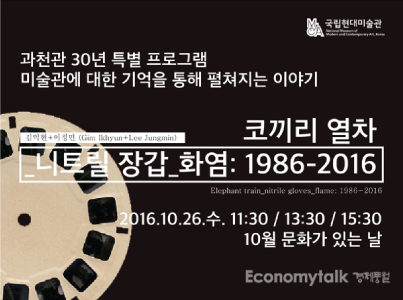 국립현대미술관
National Museum of
Modern and Contemporary Art, Korea
과천관 30년 특별 프로그램
미술관에 대한 기억을 통해 펼쳐지는 이야기
김익현+이정민 (Gim Ikhyun+Lee Jungmin)
코끼리 열차
_니트릴 장갑_화염: 1986-2016
Elephant train_nitrile gloves_flame: 1986-2016
2016.10.26.수. 11:30 / 13:30 / 15:30
10월 문화가 있는 날
Economytalk 경제풍월